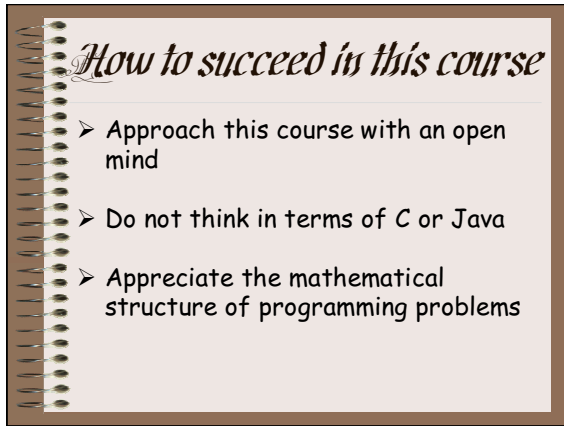 How to succeed in this course
➢ Approach this course with an open
mind
➢ Do not think in terms of C or Java
➢ Appreciate the mathematical
structure of programming problems